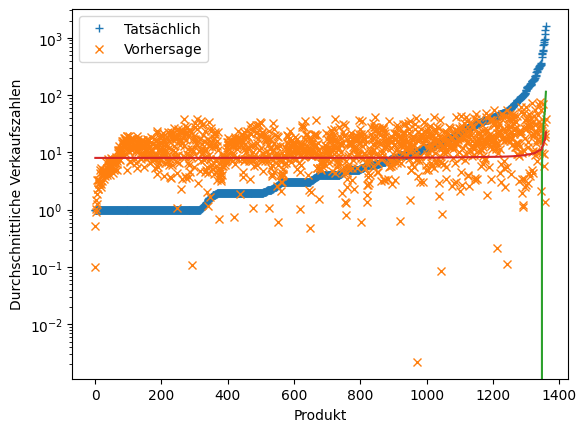 Tatsächlich
Vorhersage
Durchschnittliche Verkaufszahlen
10³
10²
10¹
10⁰
10⁻¹
10⁻²
0 200 400 600 800 1000 1200 1400
Produkt